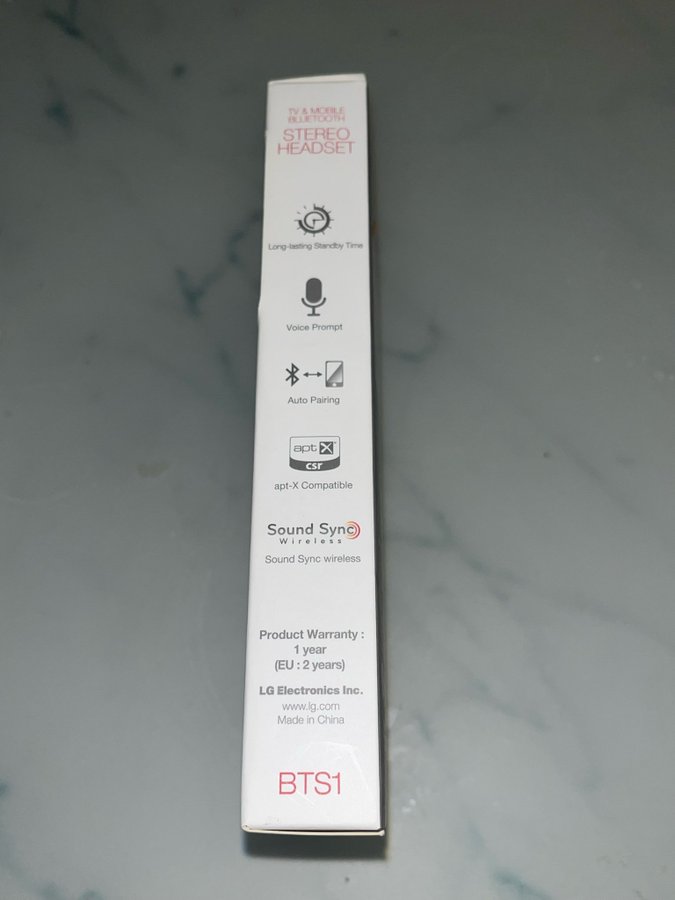 TV & MOBILE
BLUETOOTH
STEREO
HEADSET
Long-lasting Standby Time
Voice Prompt
Auto Pairing
aptX
csr
apt-X Compatible
Sound Sync
Wireless
Sound Sync wireless
Product Warranty :
1 year
(EU : 2 years)
LG Electronics Inc.
www.lg.com
Made in China
BTS1